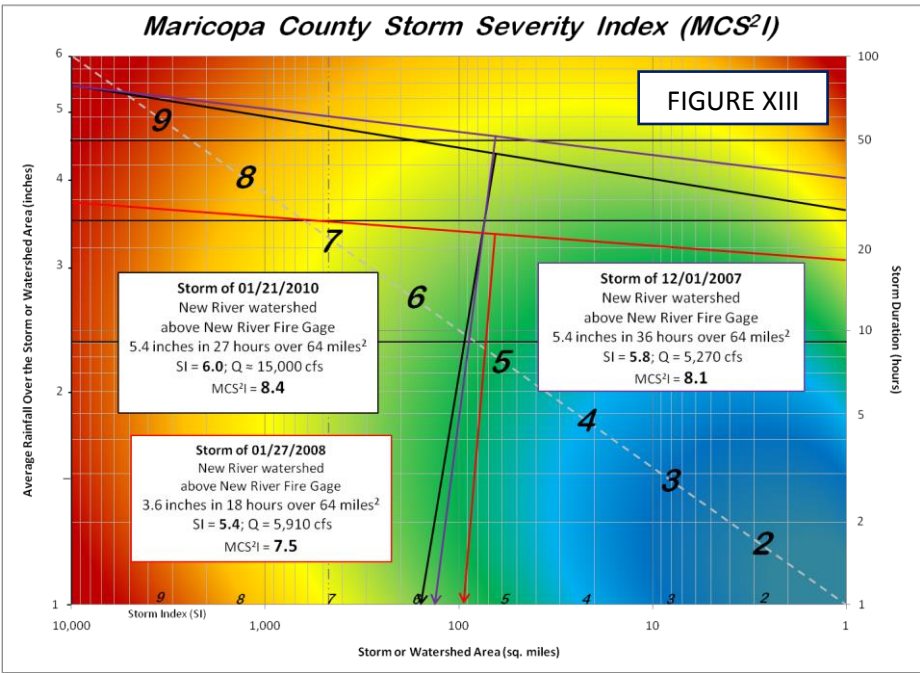 Maricopa County Storm Severity Index (MCS²I)
FIGURE XIII
Average Rainfall Over the Storm or Watershed Area (inches)
6
5
4
3
2
1
9
8
7
6
5
4
3
2
Storm of 01/21/2010
New River watershed
above New River Fire Gage
5.4 inches in 27 hours over 64 miles²
SI = 6.0; Q ≈ 15,000 cfs
MCS²I = 8.4
Storm of 12/01/2007
New River watershed
above New River Fire Gage
5.4 inches in 36 hours over 64 miles²
SI = 5.8; Q = 5,270 cfs
MCS²I = 8.1
Storm of 01/27/2008
New River watershed
above New River Fire Gage
3.6 inches in 18 hours over 64 miles²
SI = 5.4; Q = 5,910 cfs
MCS²I = 7.5
100
50
20
10
5
2
1
Storm Duration (hours)
9 8 7 6 5 4 3 2
Storm Index (SI)
10,000 1,000 100 10 1
Storm or Watershed Area (sq. miles)